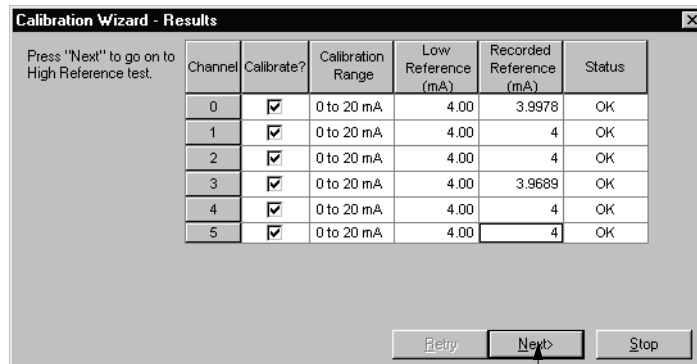 Calibration Wizard - Results
Press "Next" to go on to
High Reference test.
Channel Calibrate? Calibration Range Low Reference (mA) Recorded Reference (mA) Status
0 0 to 20 mA 4.00 3.9978 OK
1 0 to 20 mA 4.00 4 OK
2 0 to 20 mA 4.00 4 OK
3 0 to 20 mA 4.00 3.9689 OK
4 0 to 20 mA 4.00 4 OK
5 0 to 20 mA 4.00 4 OK
Retry Next> Stop